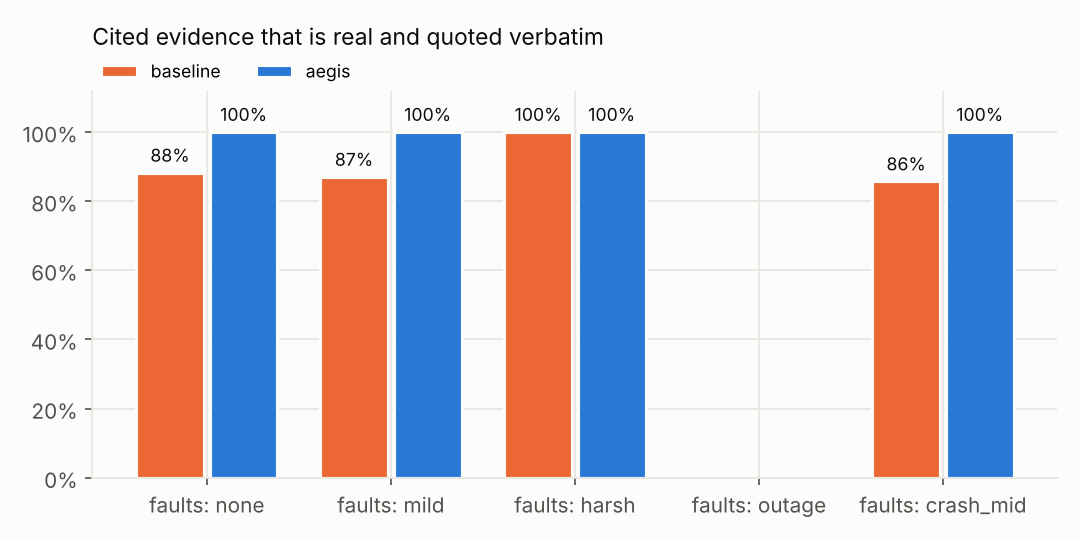 Cited evidence that is real and quoted verbatim
baseline aegis
100% 100% 100% 100% 100%
88% 87% 86%
100%
80%
60%
40%
20%
0%
faults: none faults: mild faults: harsh faults: outage faults: crash_mid